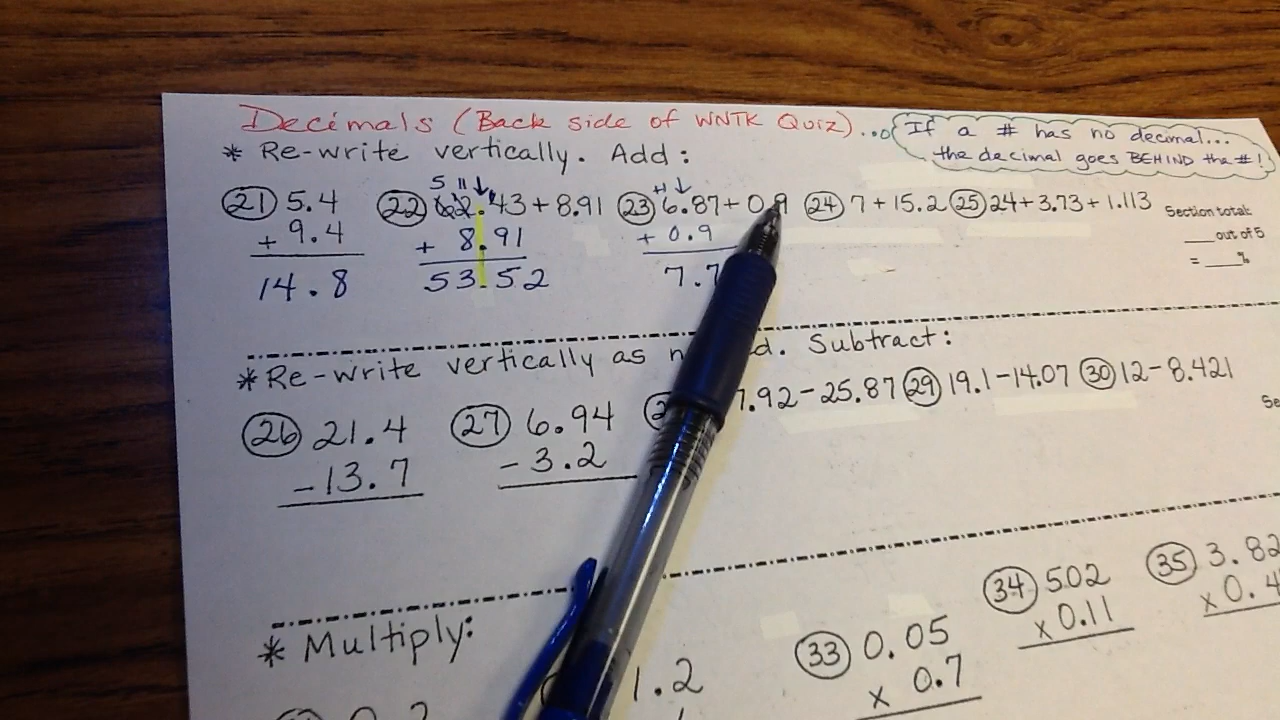 Decimals (Back side of WNTK Quiz)...
If a # has no decimal...
the decimal goes BEHIND the #!
* Re-write vertically. Add:
21 5.4
+ 9.4
14.8
22 62.43 + 8.91
+ 8.91
53.52
23 6.87 + 0.9
+ 0.9
7.7
24 7 + 15.2
25 24 + 3.73 + 1.113
Section total:
____ out of 5
= ____%
* Re-write vertically as d. Subtract:
26 21.4
- 13.7
27 6.94
- 3.2
7.92 - 25.87
29 19.1 - 14.07
30 12 - 8.421
* Multiply:
1.2
33 0.05
x 0.7
34 502
x 0.11
35 3.82
x 0.4